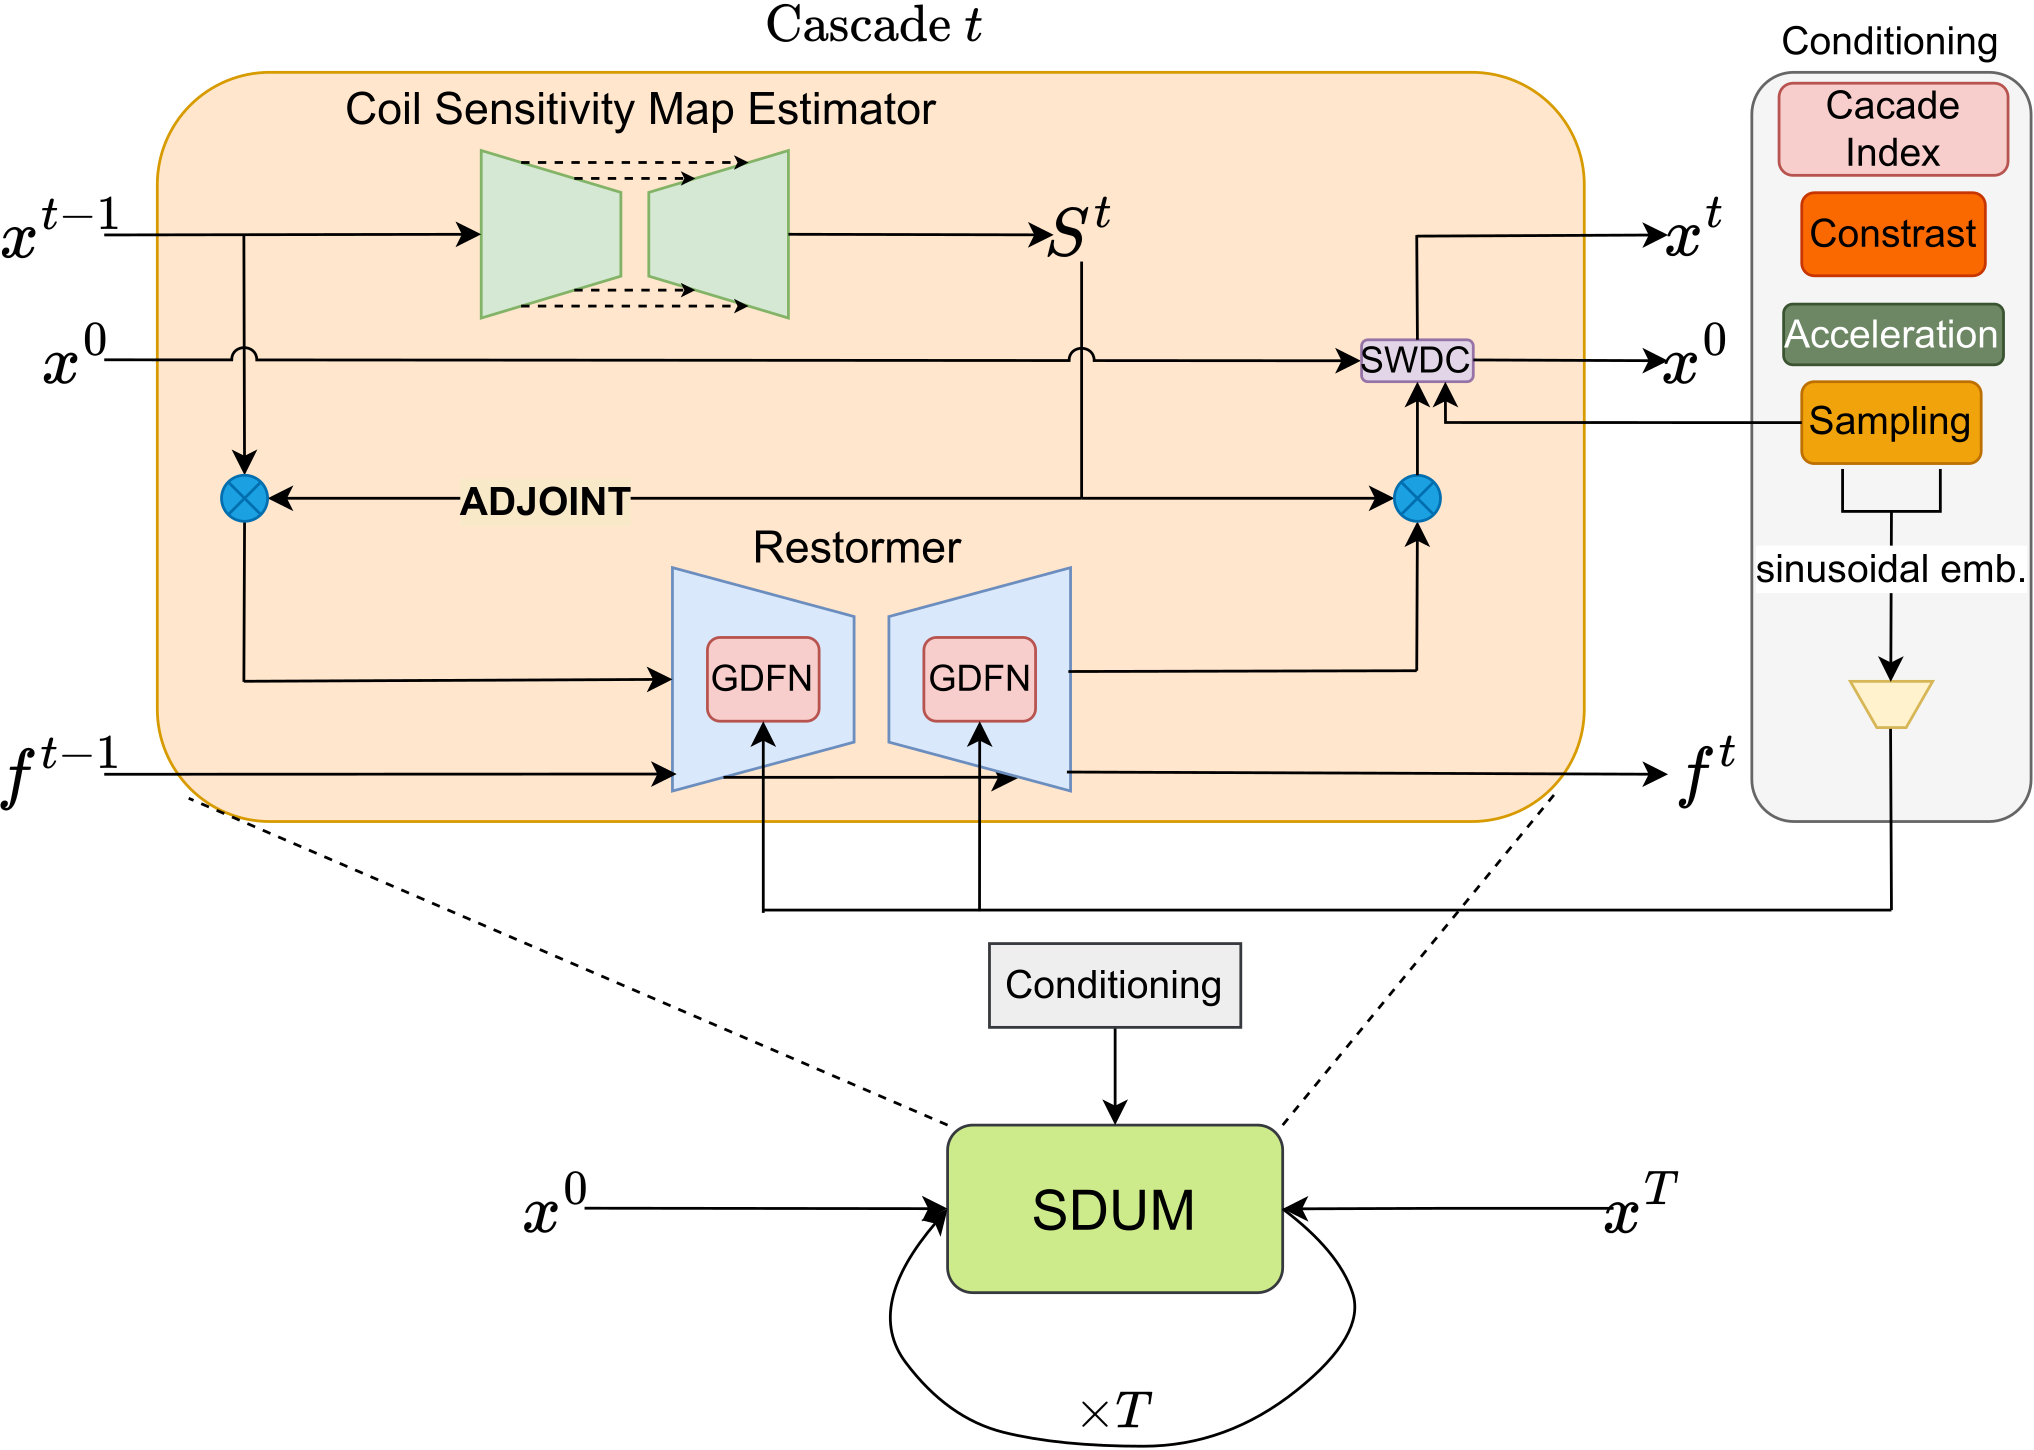 Cascade t
Conditioning
Coil Sensitivity Map Estimator
Cacade
Index
x^{t-1}
S^t
x^t
Constrast
x^0
SWDC
x^0
Acceleration
Sampling
ADJOINT
Restormer
sinusoidal emb.
GDFN
GDFN
f^{t-1}
f^t
Conditioning
x^0
SDUM
x^T
×T